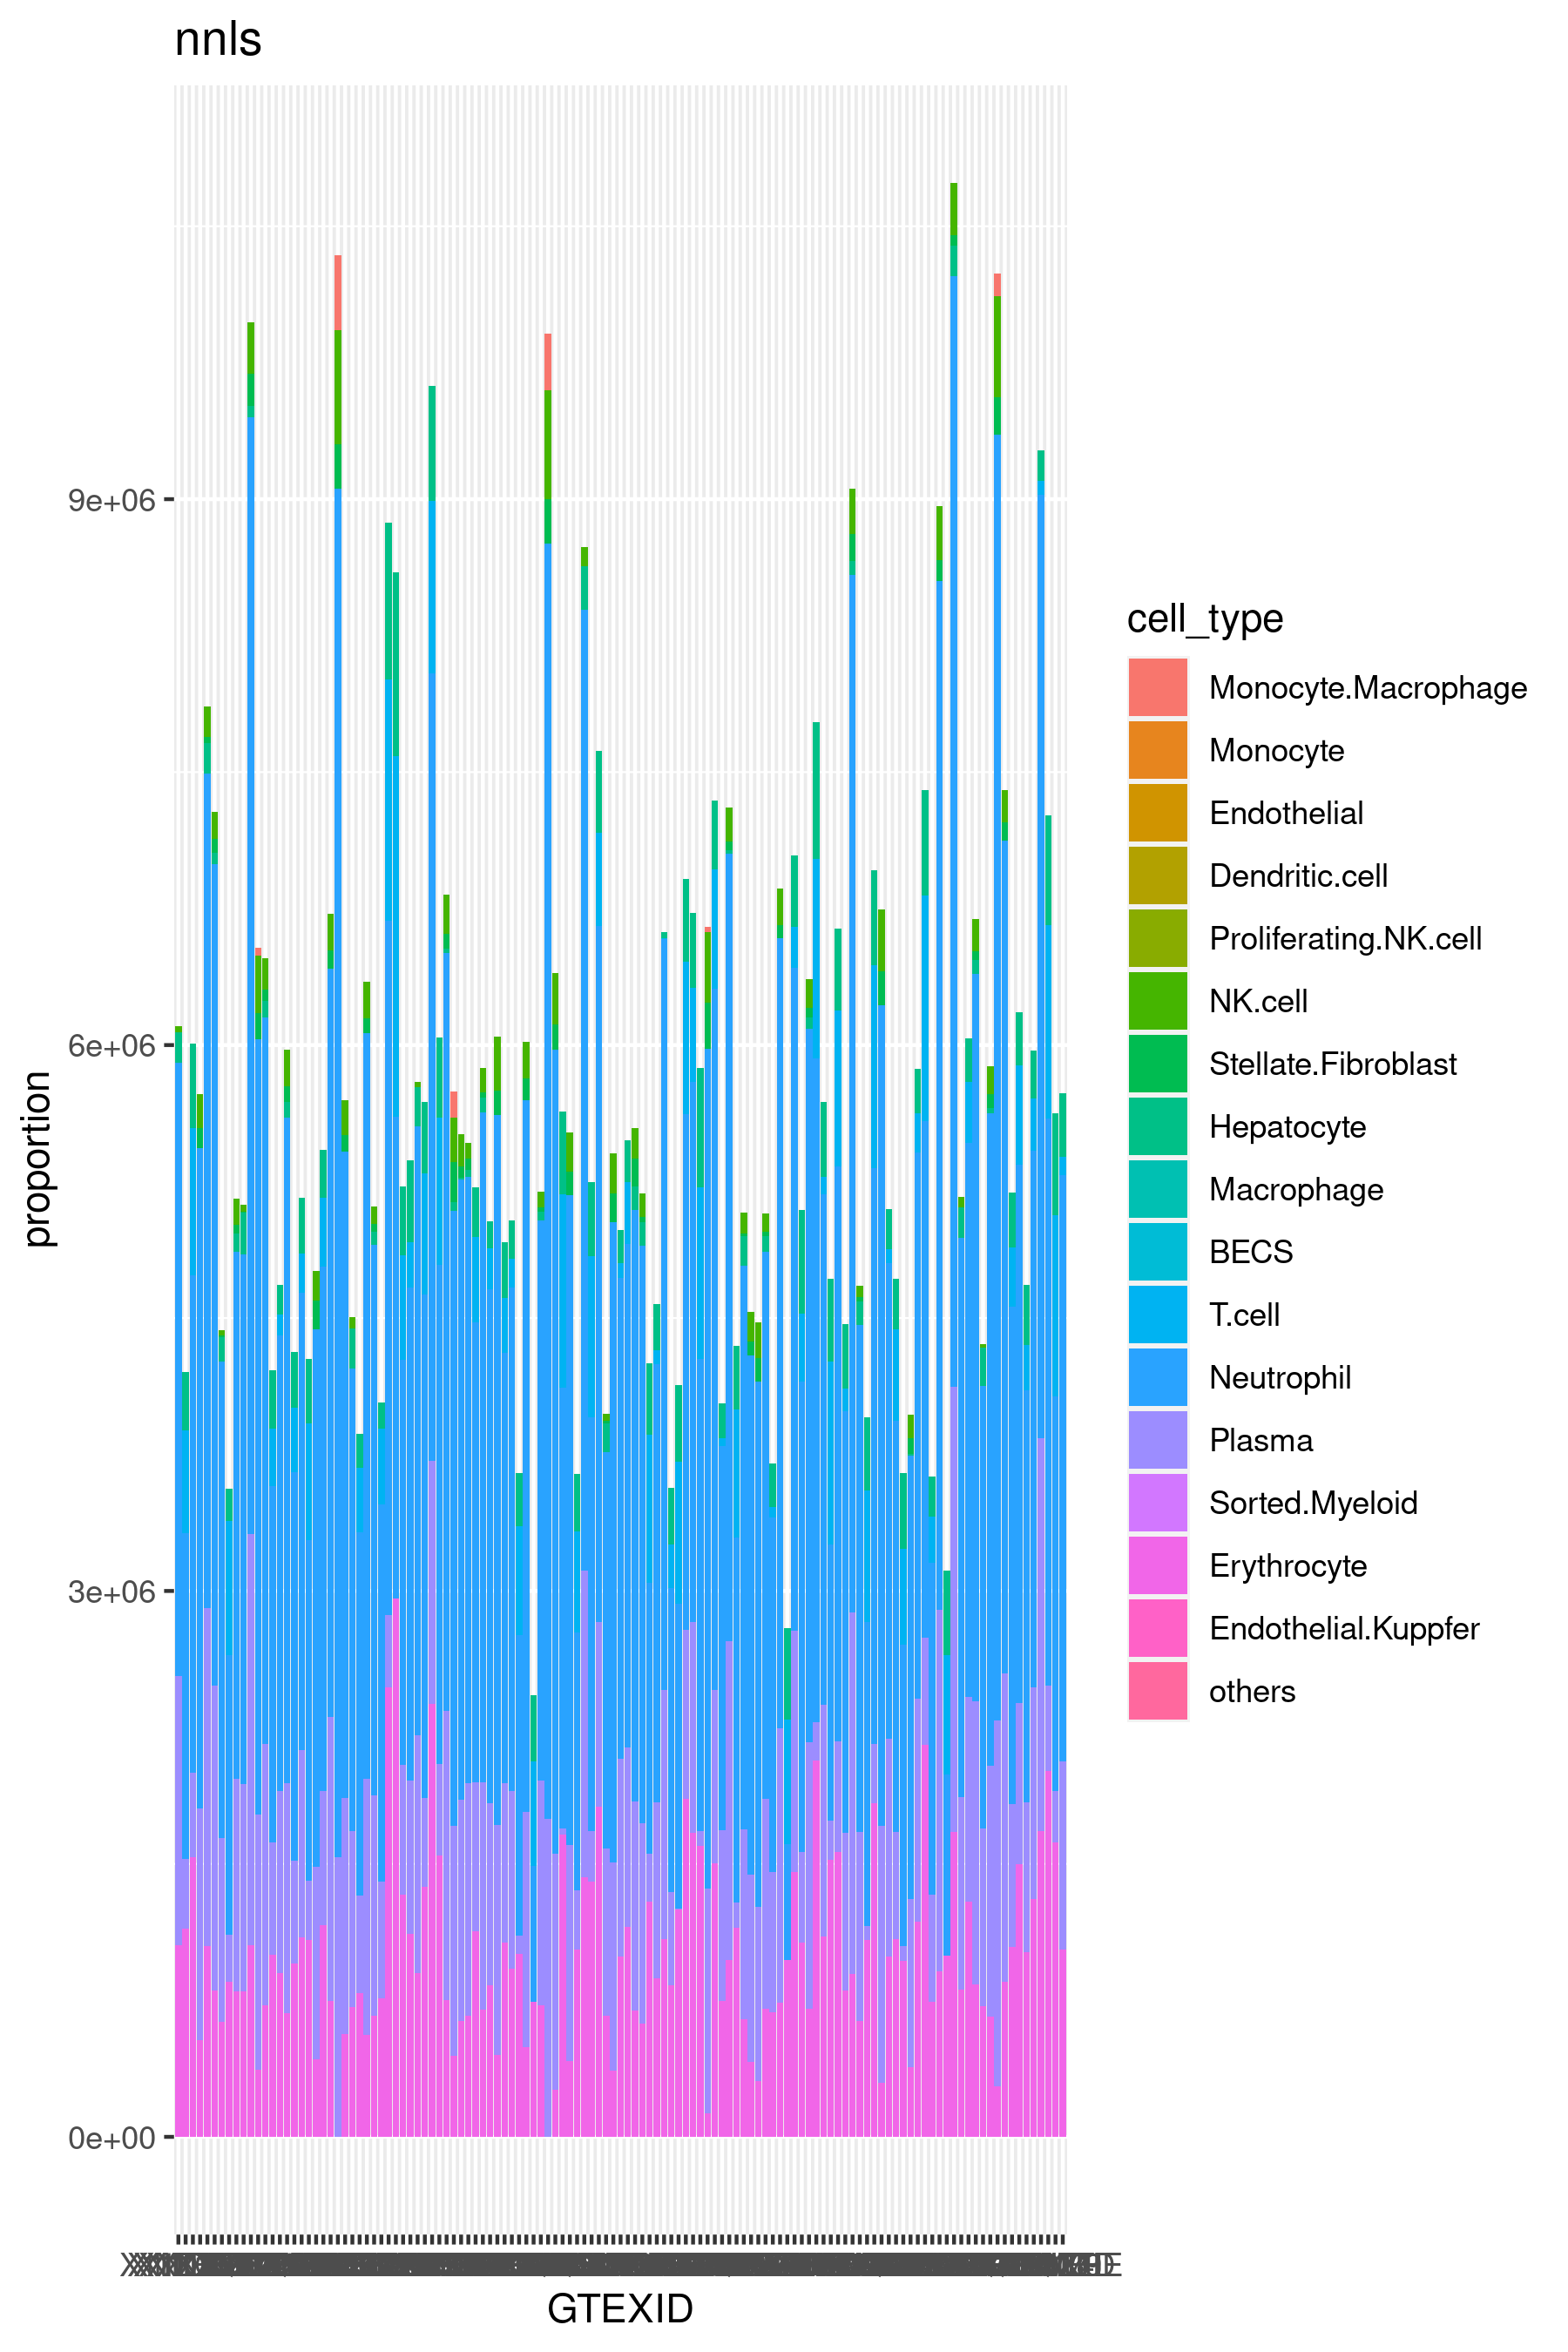 nnls
proportion
9e+06
6e+06
3e+06
0e+00
GTEXID
cell_type
Monocyte.Macrophage
Monocyte
Endothelial
Dendritic.cell
Proliferating.NK.cell
NK.cell
Stellate.Fibroblast
Hepatocyte
Macrophage
BECS
T.cell
Neutrophil
Plasma
Sorted.Myeloid
Erythrocyte
Endothelial.Kuppfer
others